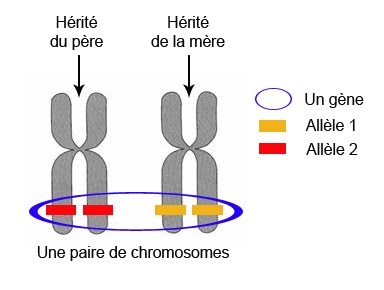 Hérité
du père
Hérité
de la mère
Un gène
Allèle 1
Allèle 2
Une paire de chromosomes